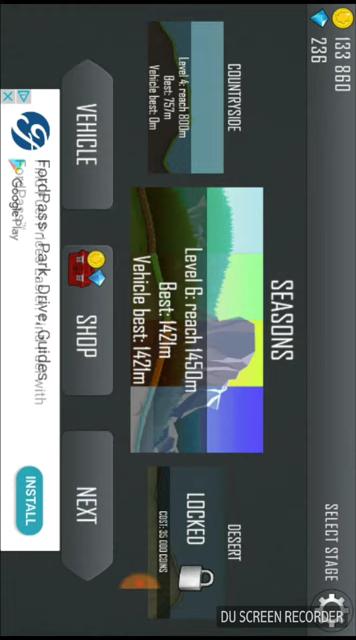 133 860
236
SELECT STAGE
COUNTRYSIDE
Level 4: reach 800m
Best: 757m
Vehicle best: 0m
SEASONS
Level 6: reach 1450m
Best: 1421m
Vehicle best: 1421m
DESERT
LOCKED
COST: 35 000 COINS
VEHICLE
SHOP
NEXT
FordPass - Park, Drive, Guides
with
Google Play
INSTALL
DU SCREEN RECORDER